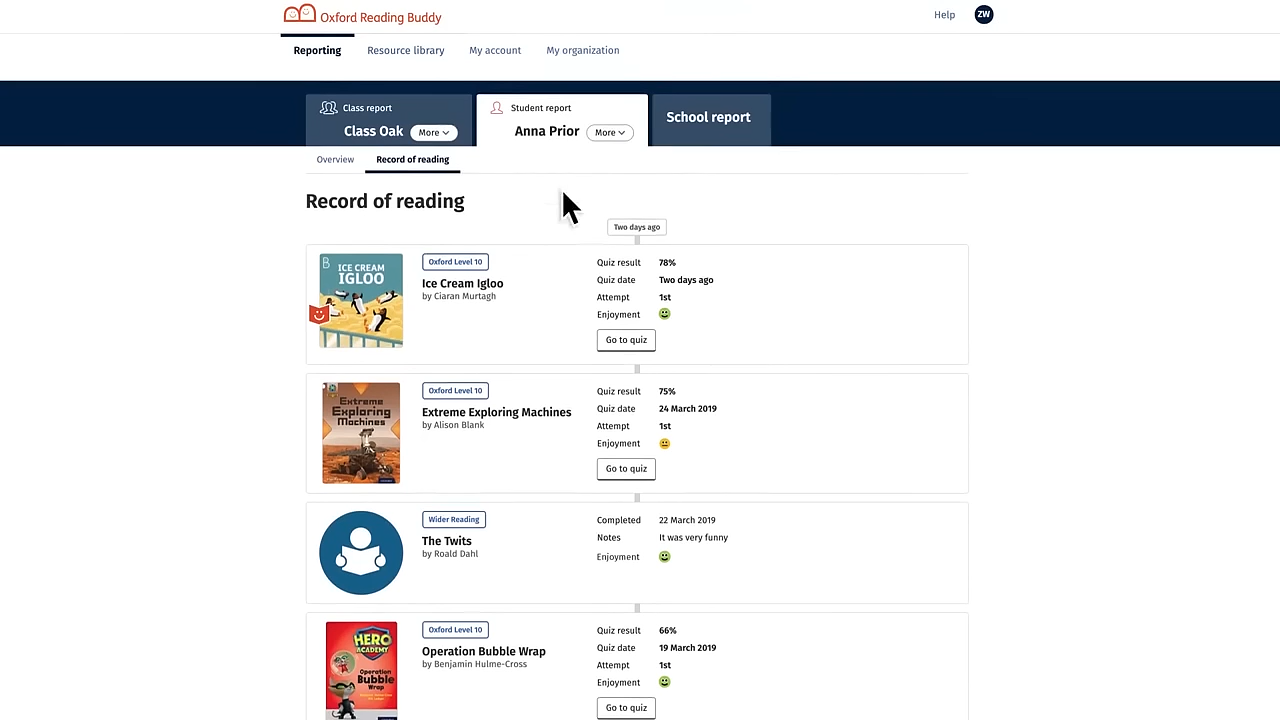 Oxford Reading Buddy
Help
ZW
Reporting
Resource library
My account
My organization
Class report
Class Oak
More
Student report
Anna Prior
More
School report
Overview
Record of reading
Record of reading
Two days ago
B
ICE CREAM
IGLOO
Oxford Level 10
Ice Cream Igloo
by Ciaran Murtagh
Quiz result 78%
Quiz date Two days ago
Attempt 1st
Enjoyment
Go to quiz
Extreme
Exploring
Machines
Oxford Level 10
Extreme Exploring Machines
by Alison Blank
Quiz result 75%
Quiz date 24 March 2019
Attempt 1st
Enjoyment
Go to quiz
Wider Reading
The Twits
by Roald Dahl
Completed 22 March 2019
Notes It was very funny
Enjoyment
HERO
ACADEMY
Operation
Bubble
Wrap
Oxford Level 10
Operation Bubble Wrap
by Benjamin Hulme-Cross
Quiz result 66%
Quiz date 19 March 2019
Attempt 1st
Enjoyment
Go to quiz